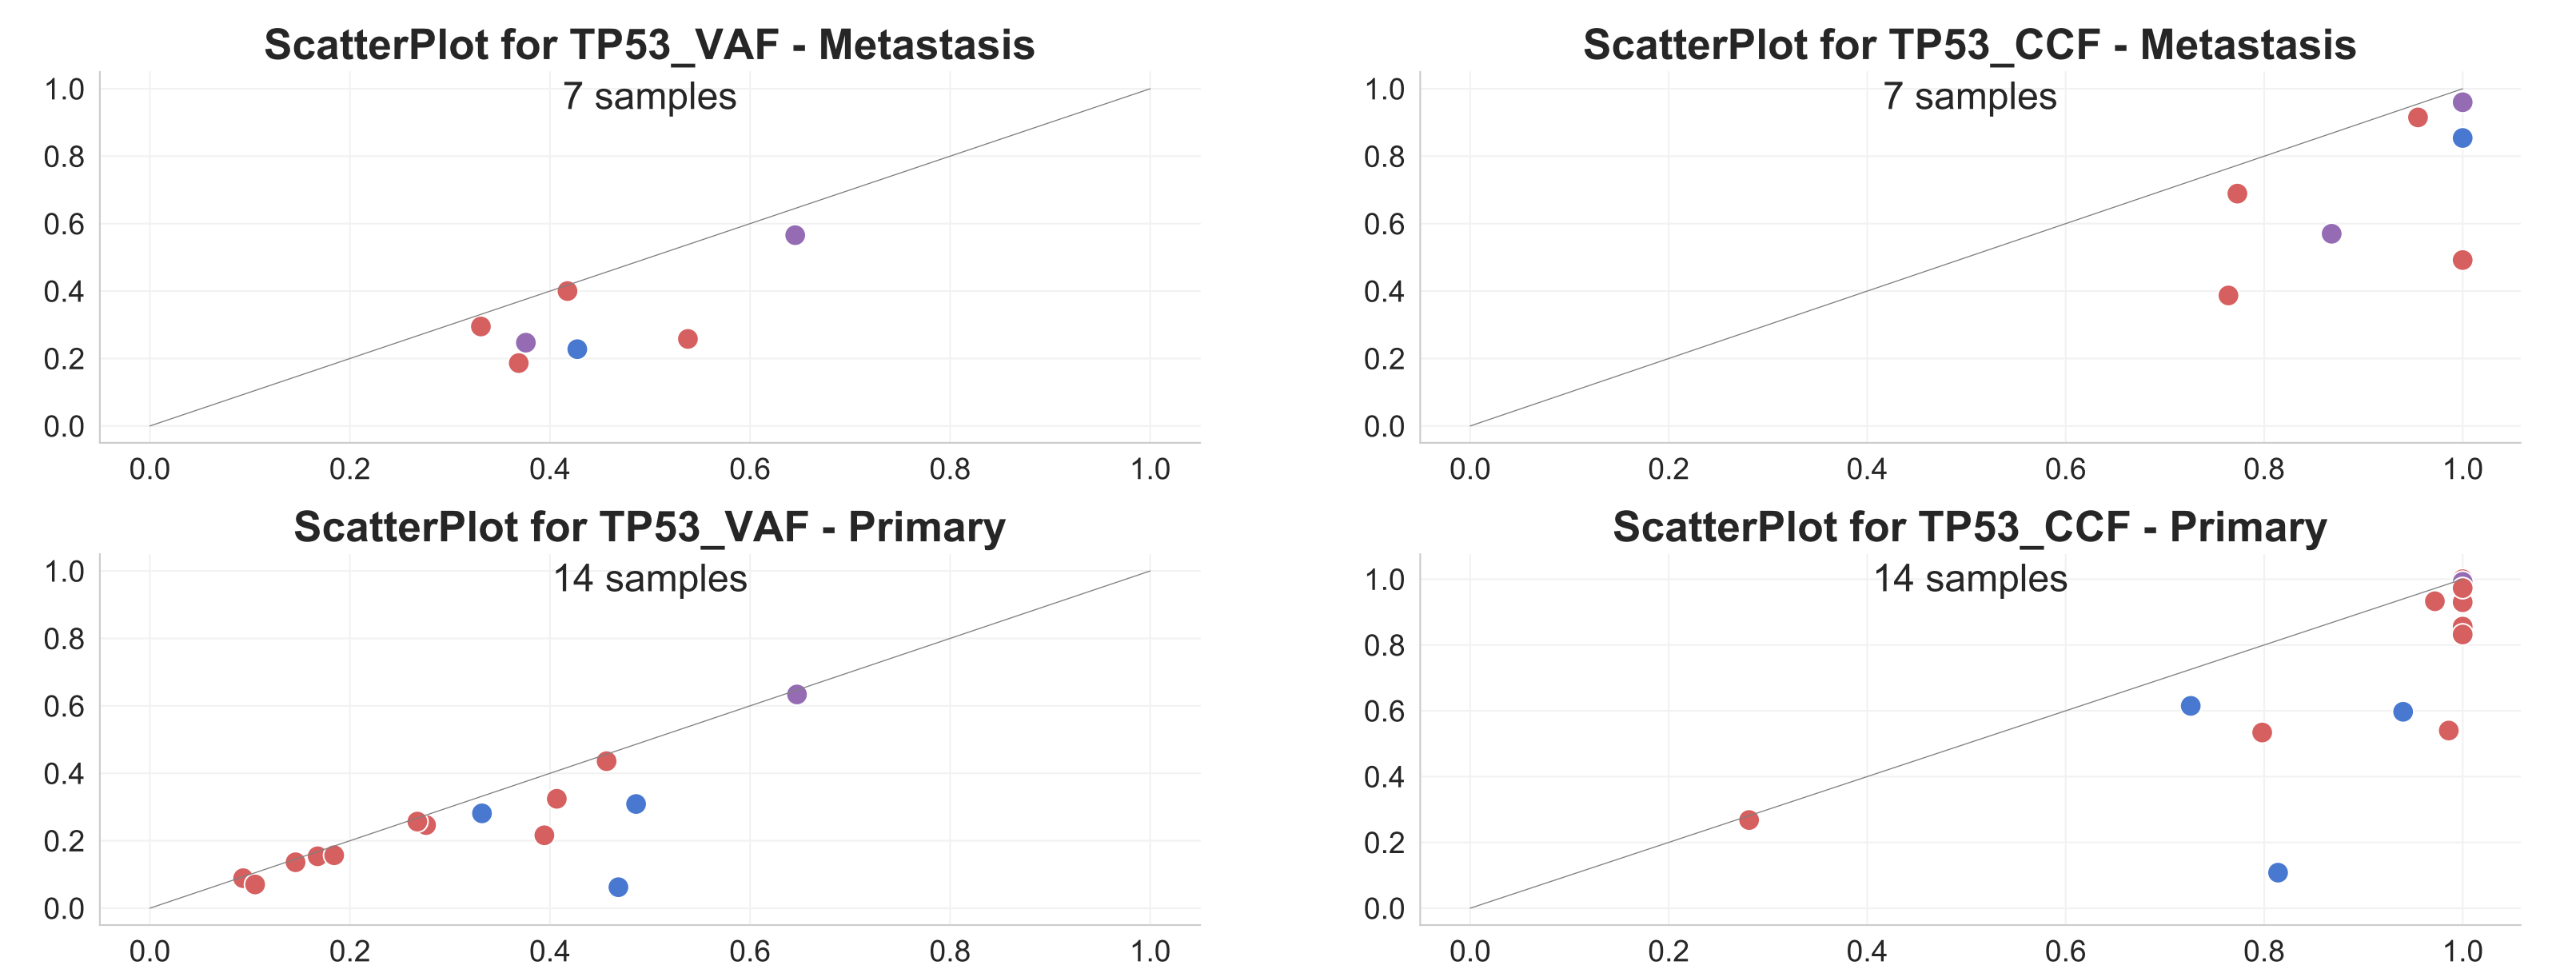 ScatterPlot for TP53_VAF - Metastasis
7 samples
1.0
0.8
0.6
0.4
0.2
0.0
0.0 0.2 0.4 0.6 0.8 1.0
ScatterPlot for TP53_CCF - Metastasis
7 samples
1.0
0.8
0.6
0.4
0.2
0.0
0.0 0.2 0.4 0.6 0.8 1.0
ScatterPlot for TP53_VAF - Primary
14 samples
1.0
0.8
0.6
0.4
0.2
0.0
0.0 0.2 0.4 0.6 0.8 1.0
ScatterPlot for TP53_CCF - Primary
14 samples
1.0
0.8
0.6
0.4
0.2
0.0
0.0 0.2 0.4 0.6 0.8 1.0